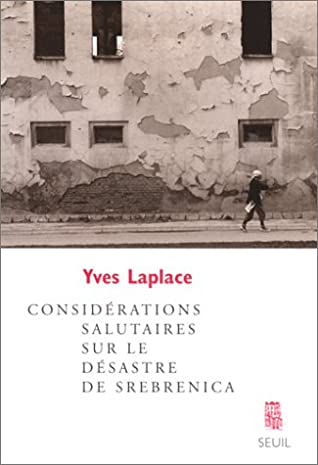 Yves Laplace
CONSIDÉRATIONS
SALUTAIRES
SUR LE
DÉSASTRE
DE SREBRENICA
SEUIL